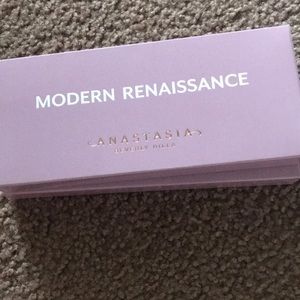 MODERN RENAISSANCE
ANASTASIA
BEVERLY HILLS